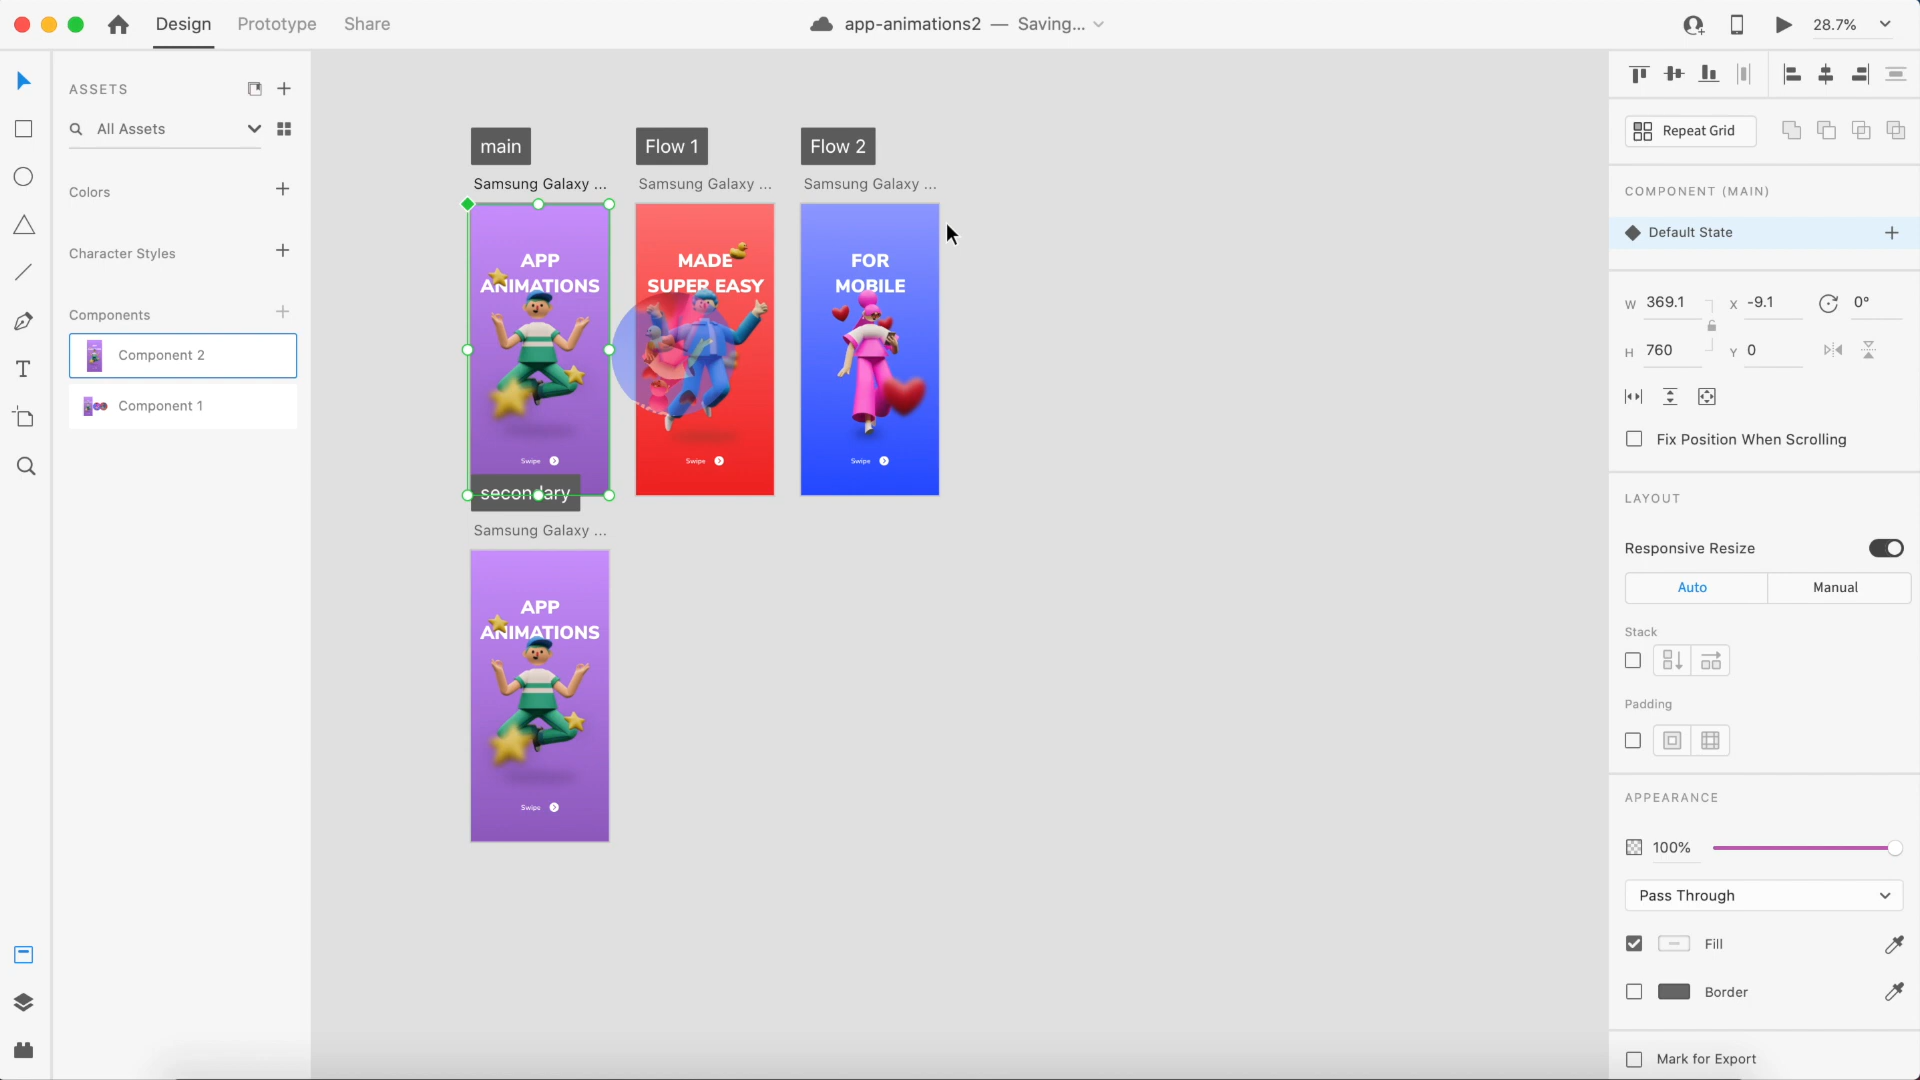 Design
Prototype
Share
app-animations2 — Saving...
28.7%
ASSETS
All Assets
Colors
Character Styles
Components
Component 2
Component 1
main
Flow 1
Flow 2
Samsung Galaxy ...
Samsung Galaxy ...
Samsung Galaxy ...
APP
ANIMATIONS
Swipe
MADE
SUPER EASY
Swipe
FOR
MOBILE
Swipe
secondary
Samsung Galaxy ...
APP
ANIMATIONS
Swipe
Repeat Grid
COMPONENT (MAIN)
Default State
W 369.1 X -9.1 0°
H 760 Y 0
Fix Position When Scrolling
LAYOUT
Responsive Resize
Auto
Manual
Stack
Padding
APPEARANCE
100%
Pass Through
Fill
Border
Mark for Export